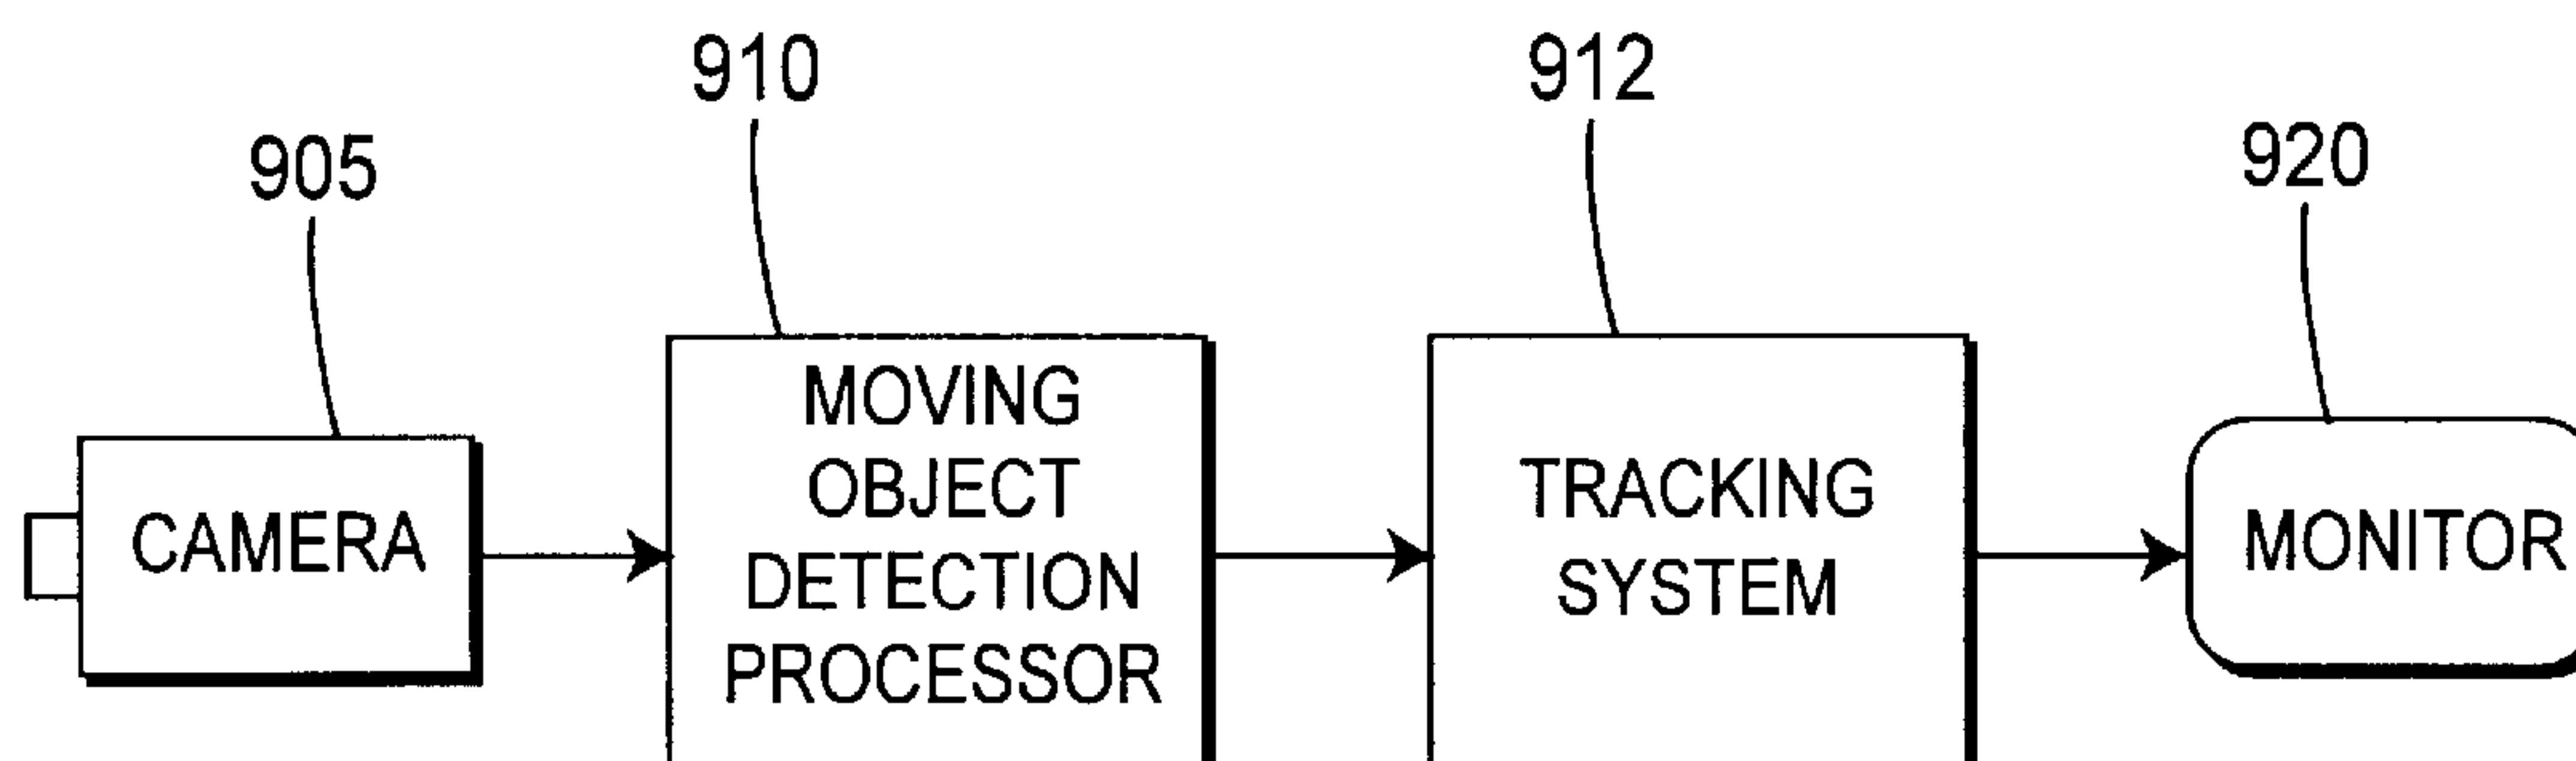 910
912
905
920
MOVING
OBJECT
DETECTION
PROCESSOR
CAMERA
TRACKING
SYSTEM
MONITOR